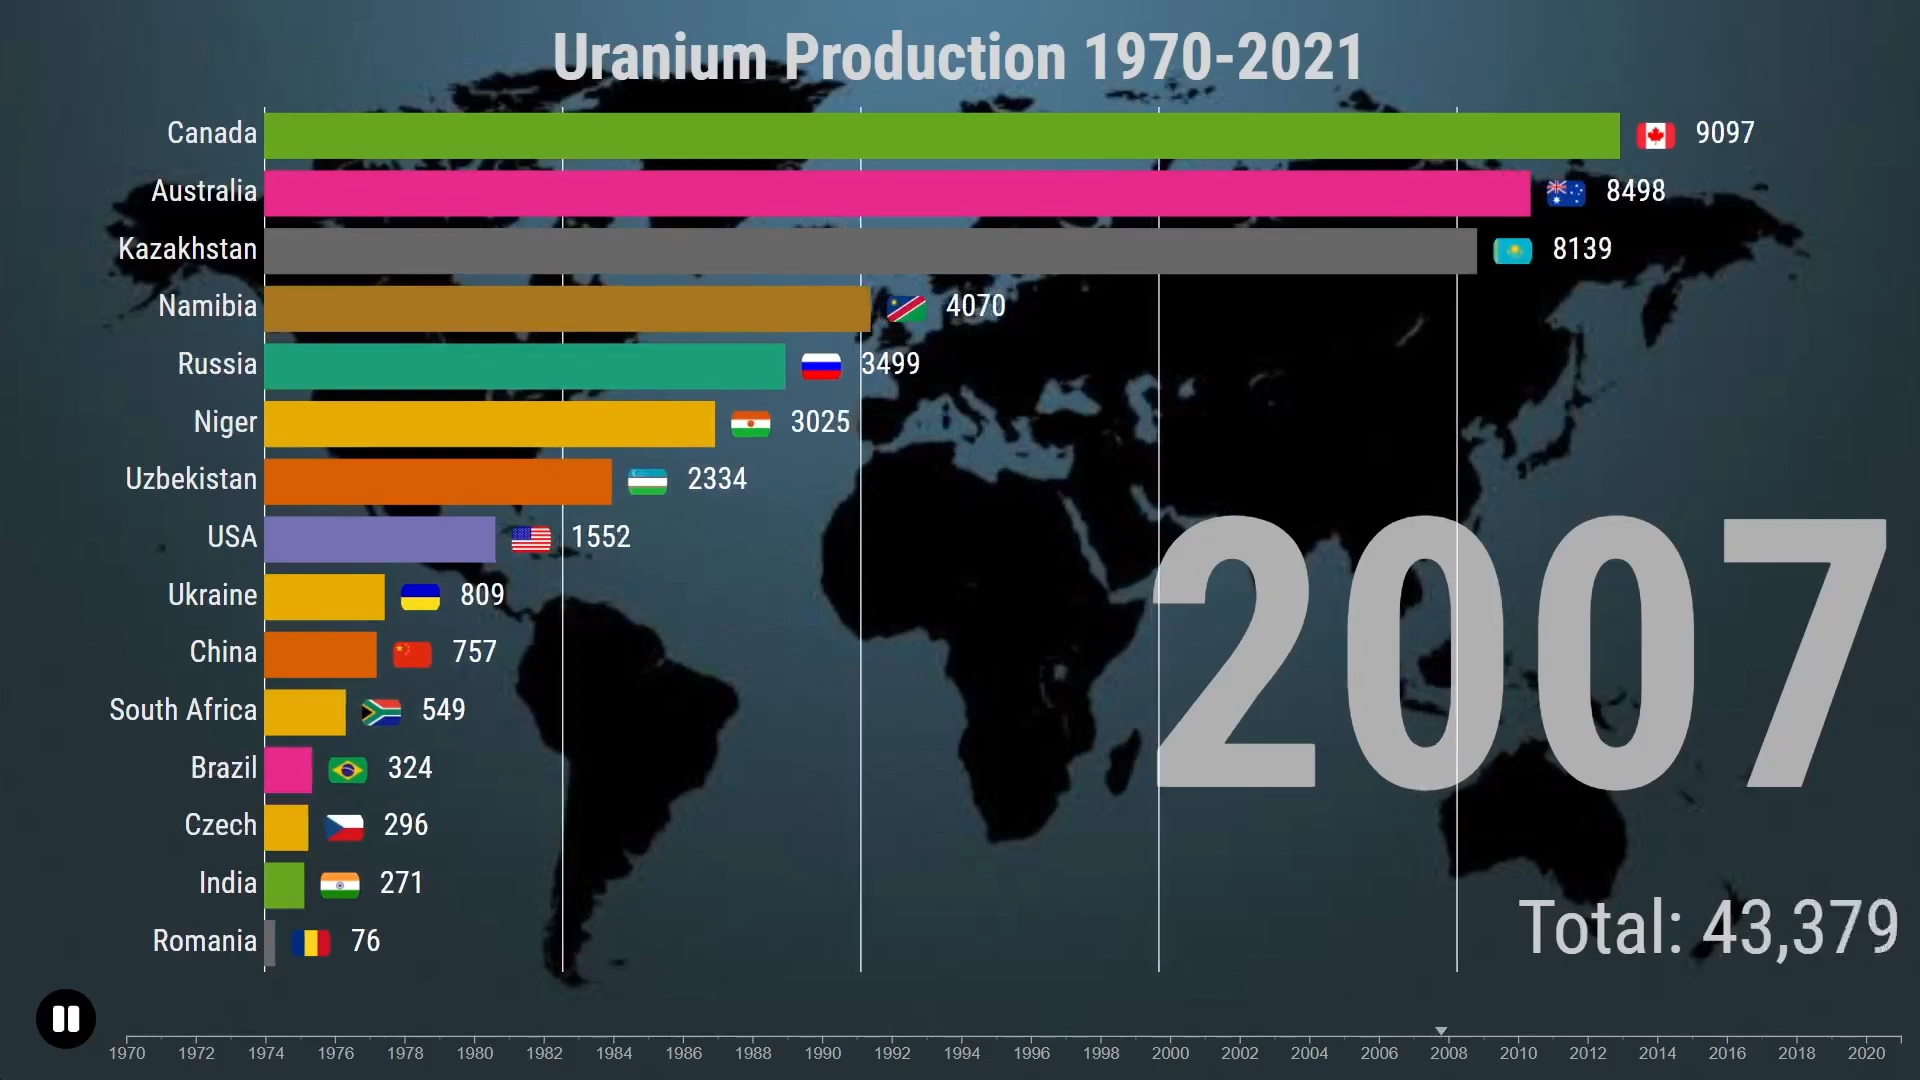 Uranium Production 1970-2021
Canada 9097
Australia 8498
Kazakhstan 8139
Namibia 4070
Russia 3499
Niger 3025
Uzbekistan 2334
USA 1552
Ukraine 809
China 757
South Africa 549
Brazil 324
Czech 296
India 271
Romania 76
2007
Total: 43,379
1970 1972 1974 1976 1978 1980 1982 1984 1986 1988 1990 1992 1994 1996 1998 2000 2002 2004 2006 2008 2010 2012 2014 2016 2018 2020